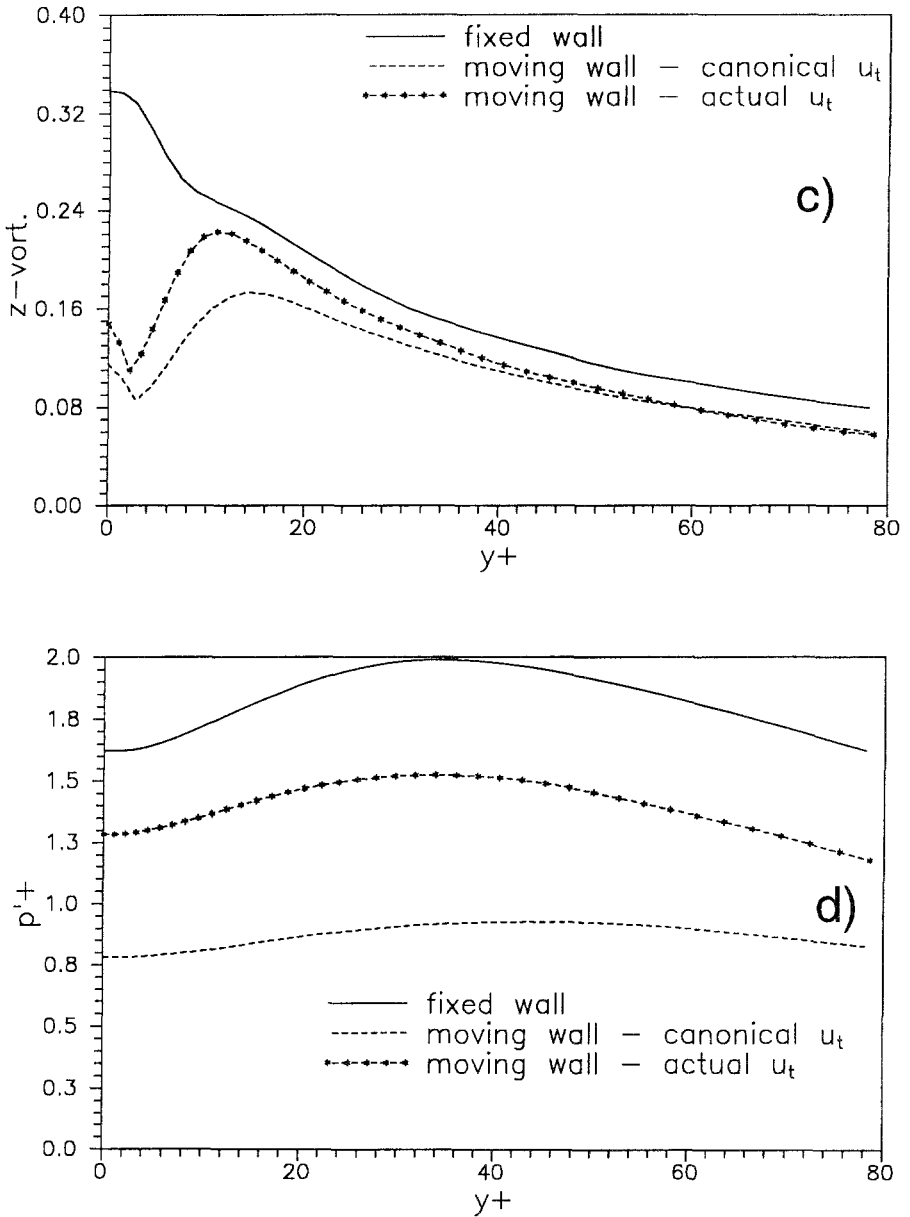 0.40
fixed wall
moving wall – canonical u_t
moving wall – actual u_t
0.32
c)
0.24
z–vort.
0.16
0.08
0.00
0 20 40 60 80
y+
2.0
1.8
1.5
1.3
p'+
1.0
d)
0.8
fixed wall
moving wall – canonical u_t
0.5
moving wall – actual u_t
0.3
0.0
0 20 40 60 80
y+